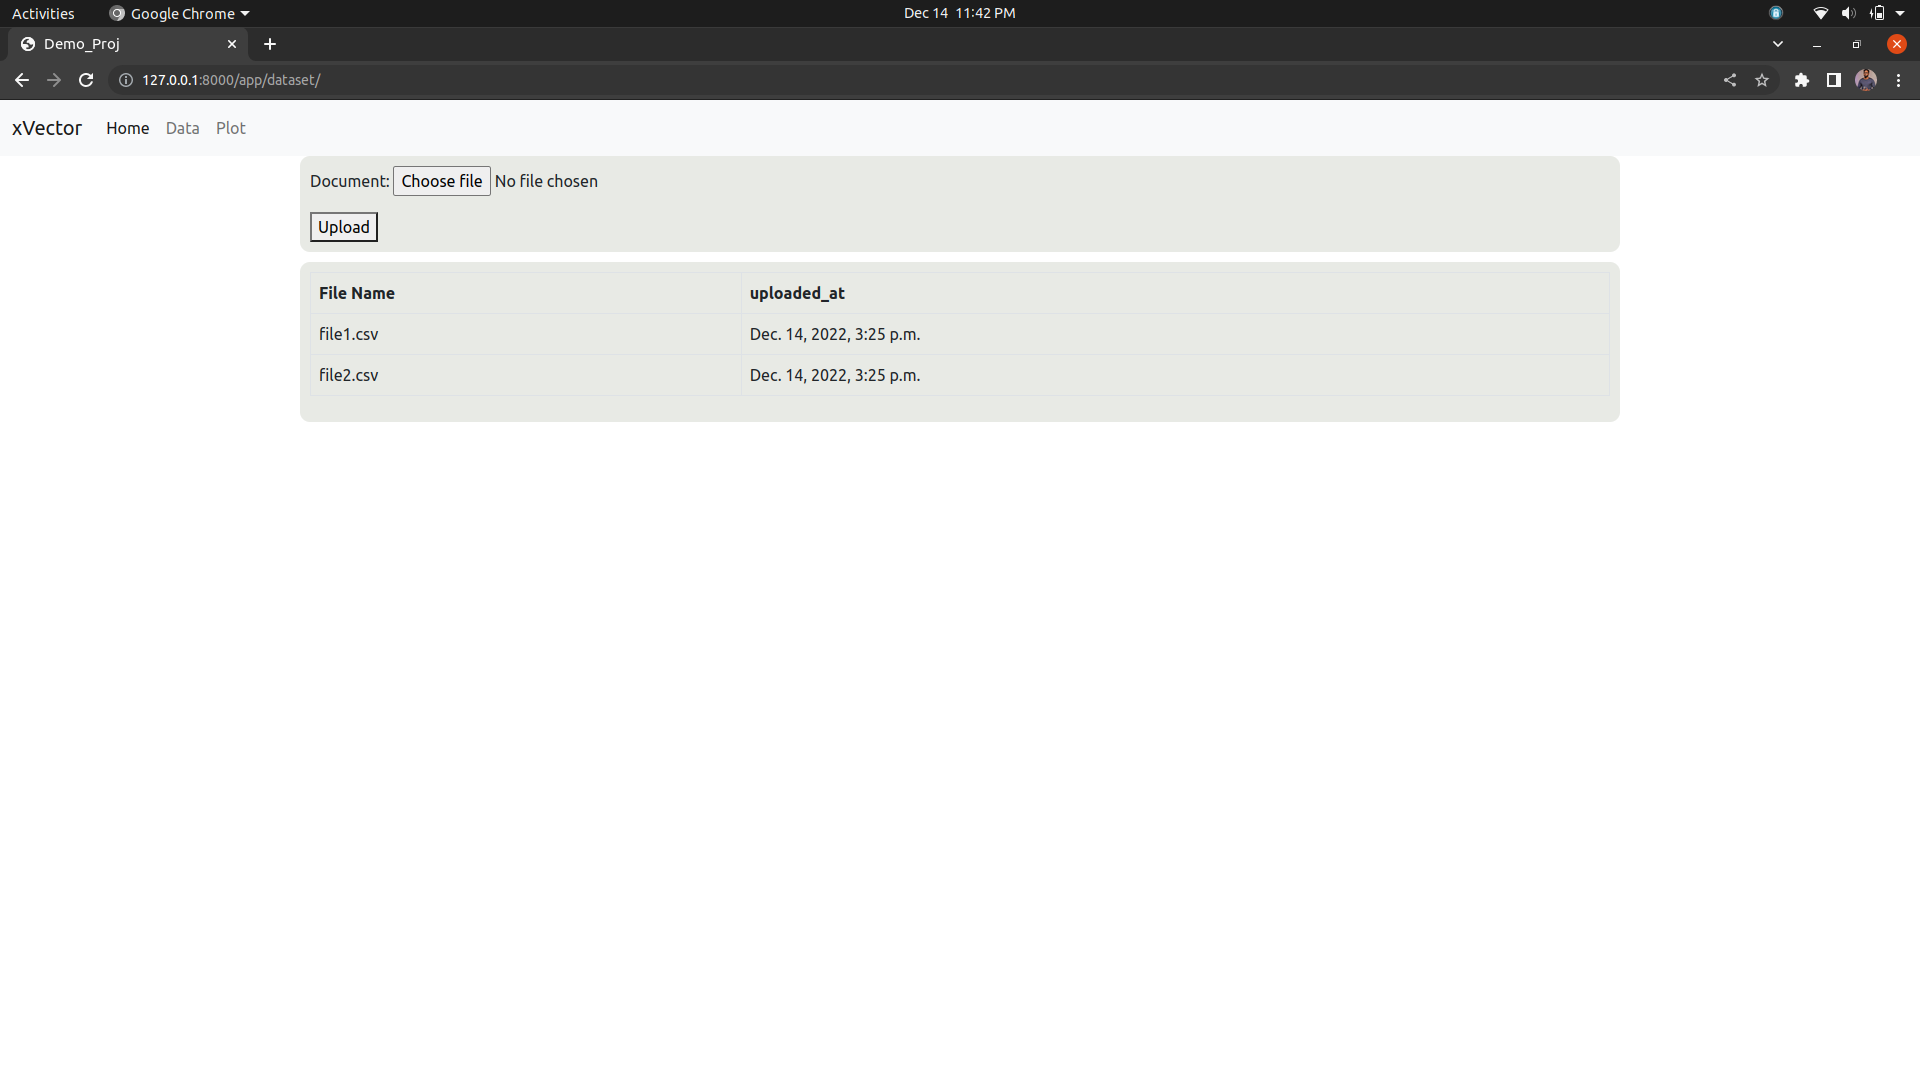 Activities Google Chrome Dec 14 11:42 PM
Demo_Proj
127.0.0.1:8000/app/dataset/
xVector Home Data Plot
Document: Choose file No file chosen
Upload
File Name uploaded_at
file1.csv Dec. 14, 2022, 3:25 p.m.
file2.csv Dec. 14, 2022, 3:25 p.m.